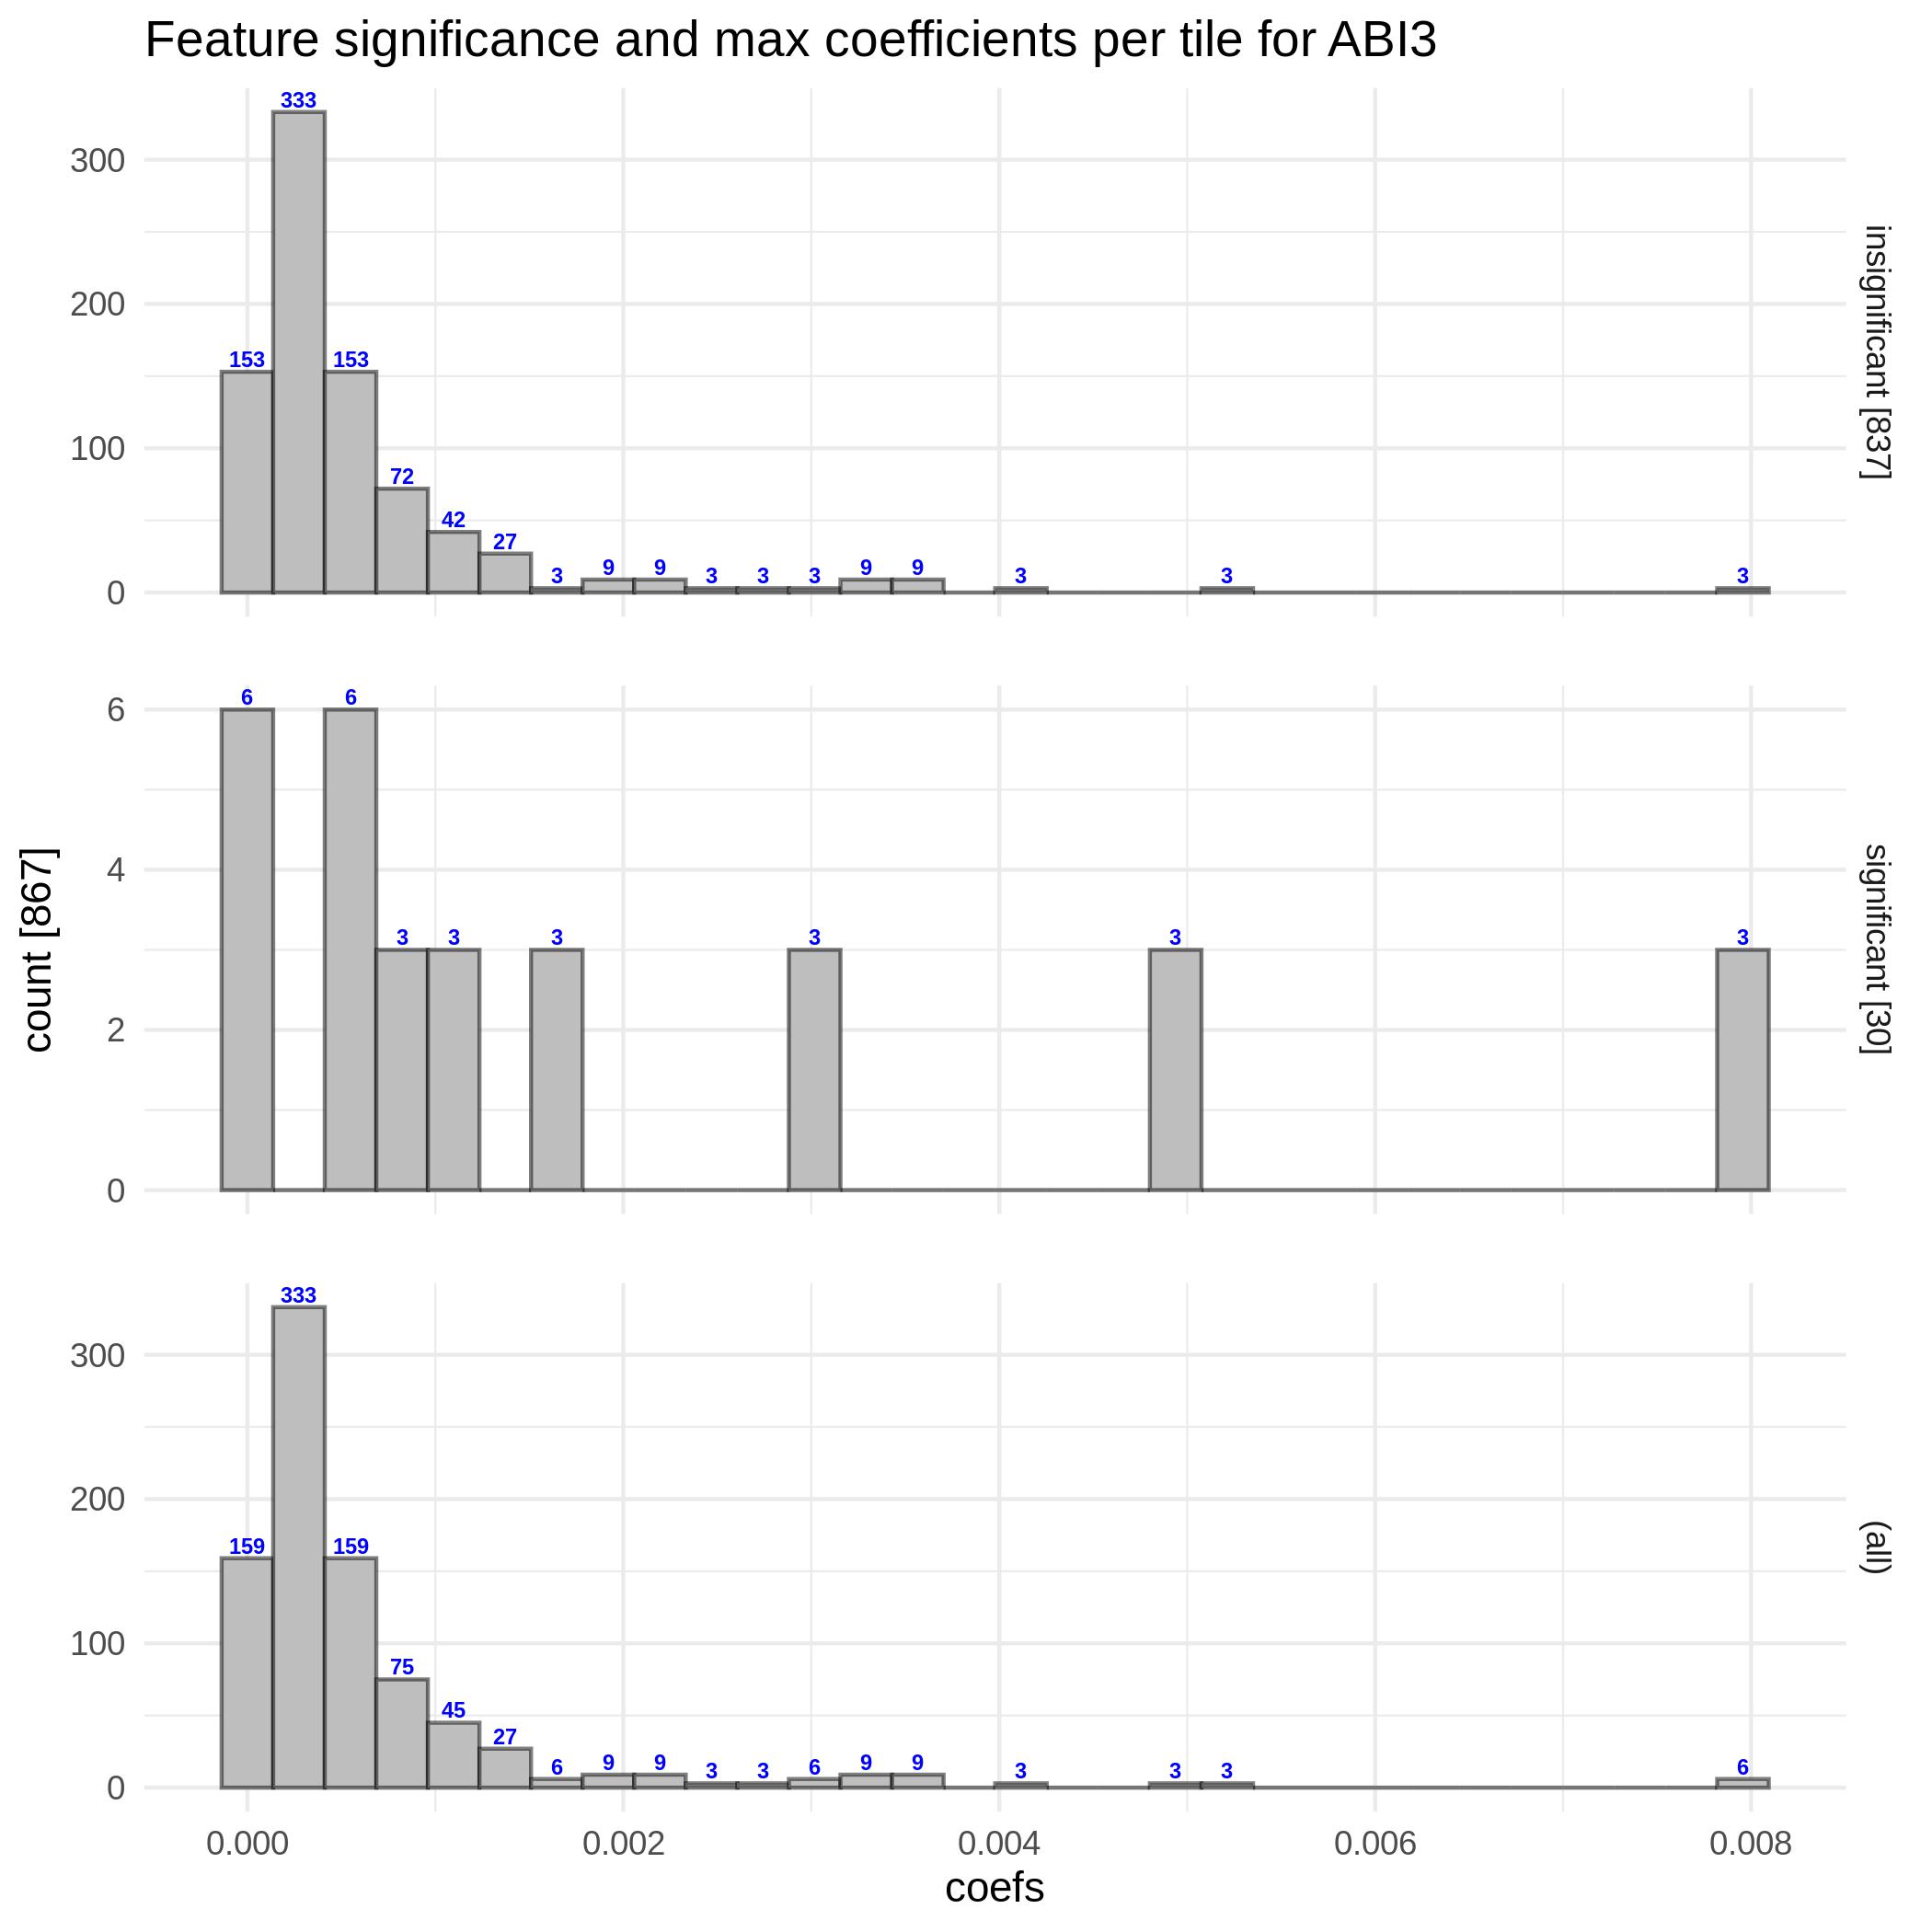 Feature significance and max coefficients per tile for ABI3
333
300
200
153 153
100
72
42
27
3 9 9 3 3 3 9 9 3 3 3
0
insignificant [837]
6 6
6
4
3 3 3 3 3 3
2
0
significant [30]
count [867]
333
300
200
159 159
100
75
45
27
6 9 9 3 3 6 9 9 3 3 3 6
0
(all)
0.000 0.002 0.004 0.006 0.008
coefs